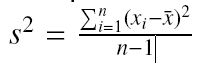 s² = ∑ⁿᵢ₌₁(xᵢ−x̄)² / n−1